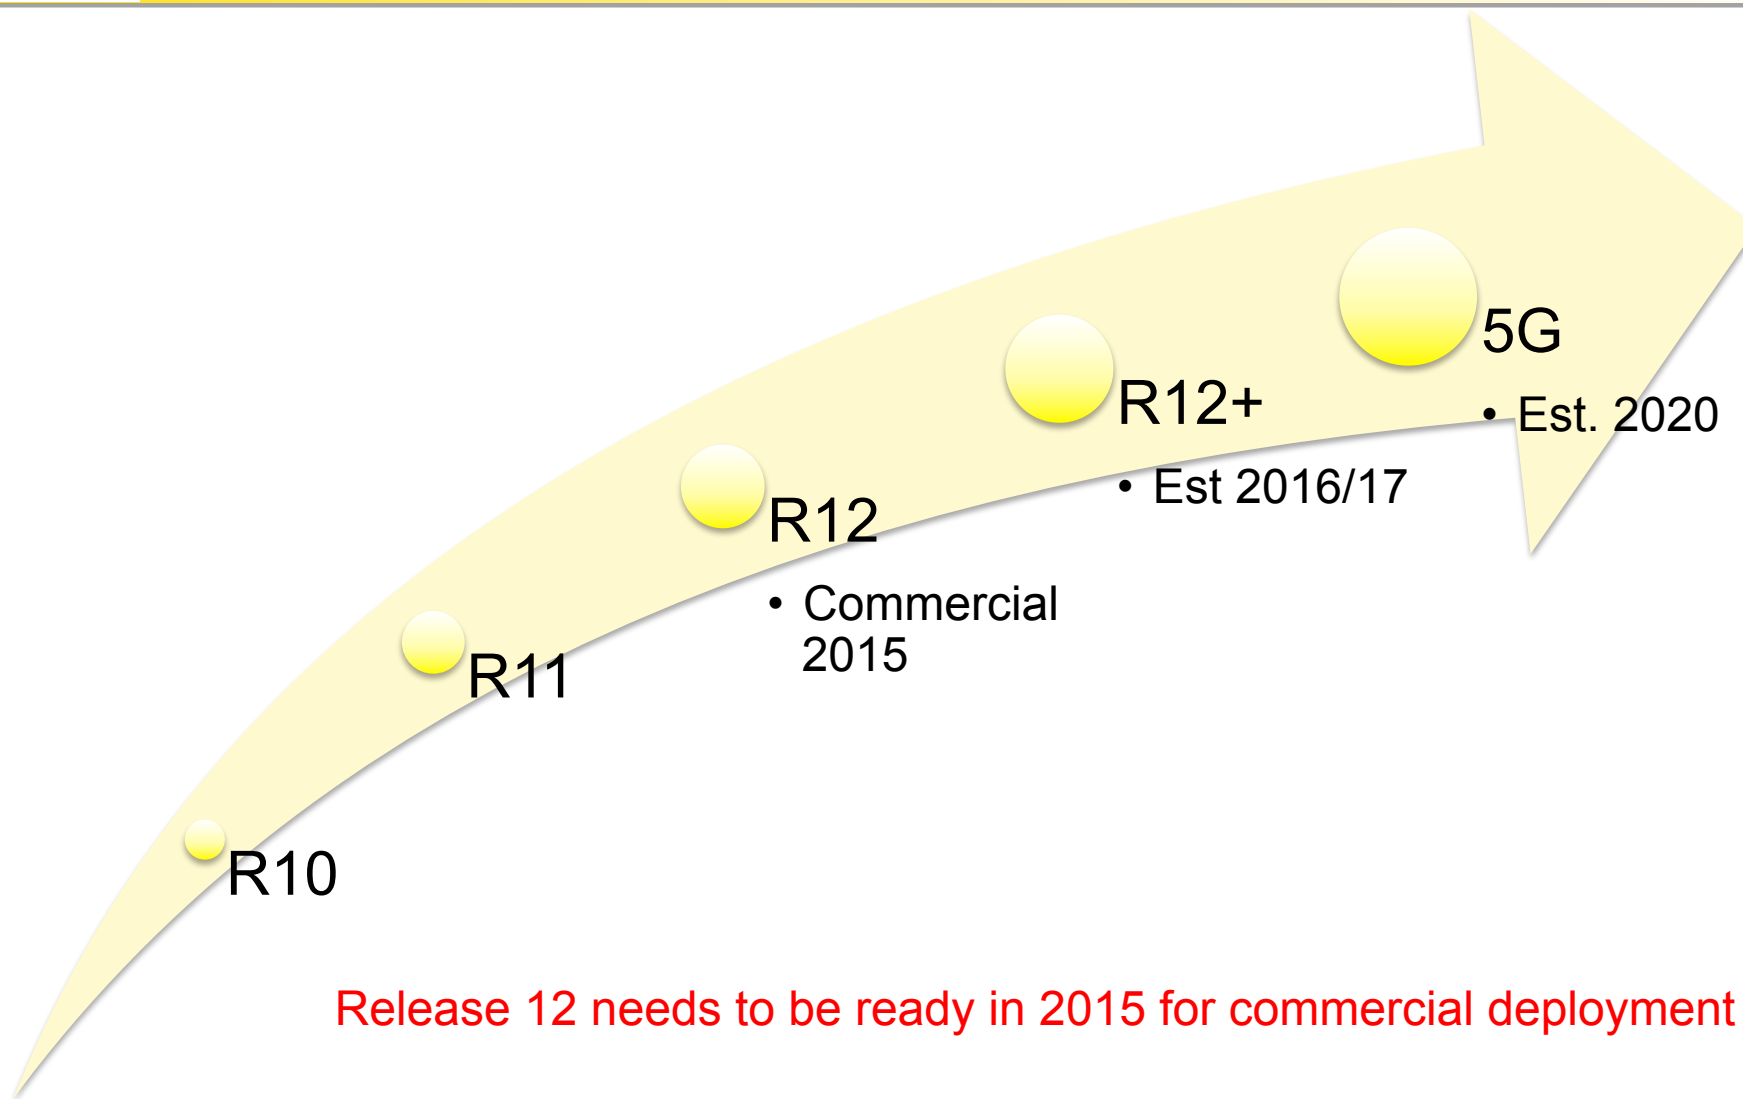 R10
R11
R12
• Commercial
2015
R12+
• Est 2016/17
5G
• Est. 2020
Release 12 needs to be ready in 2015 for commercial deployment